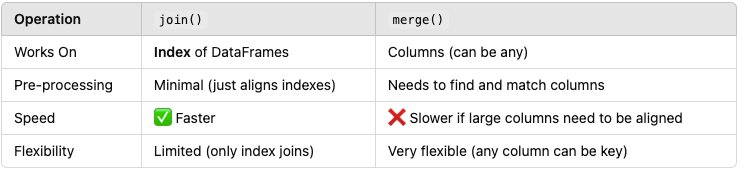 Operation join() merge()
Works On Index of DataFrames Columns (can be any)
Pre-processing Minimal (just aligns indexes) Needs to find and match columns
Speed ✅ Faster ❌ Slower if large columns need to be aligned
Flexibility Limited (only index joins) Very flexible (any column can be key)